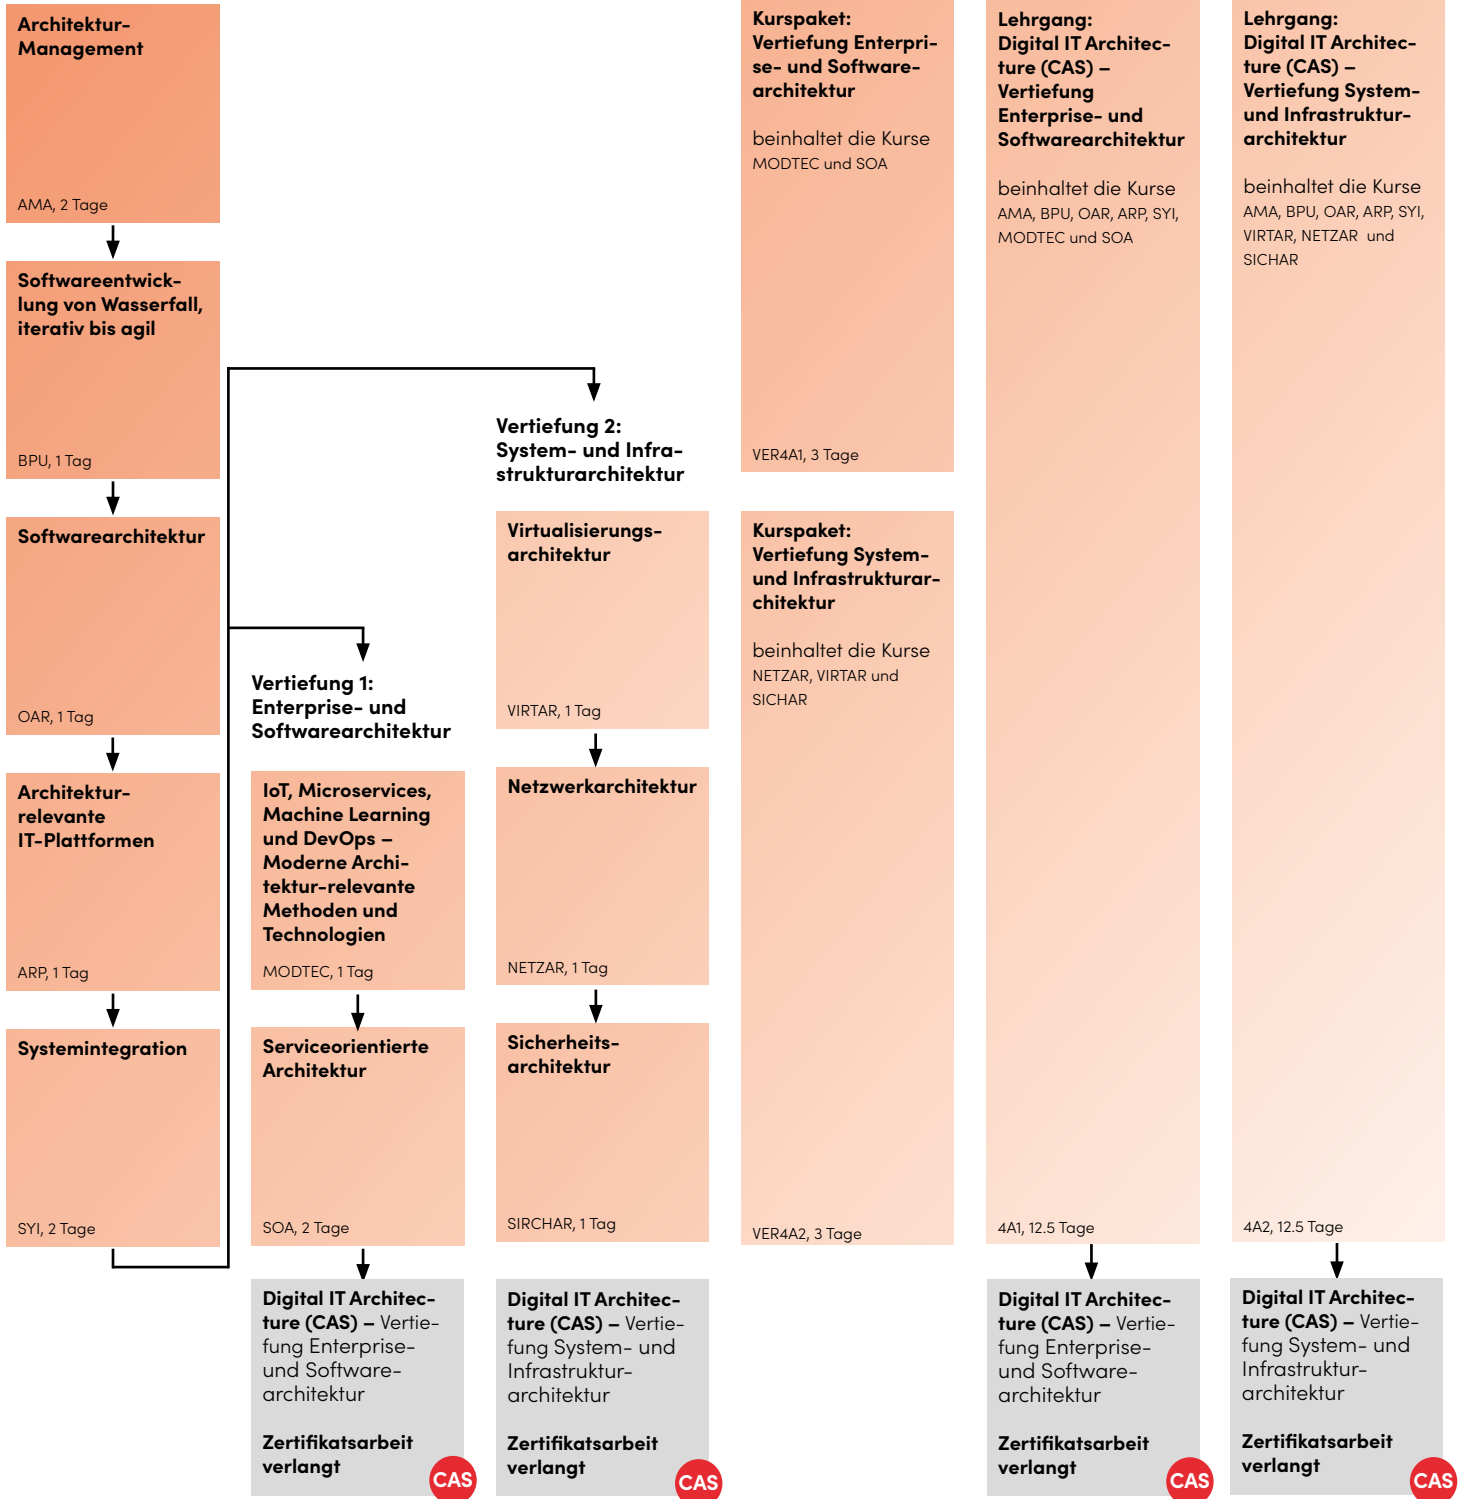 Architektur-
Management
AMA, 2 Tage
Softwareentwick-
lung von Wasserfall,
iterativ bis agil
BPU, 1 Tag
Softwarearchitektur
OAR, 1 Tag
Architektur-
relevante
IT-Plattformen
ARP, 1 Tag
Systemintegration
SYI, 2 Tage
Vertiefung 1:
Enterprise- und
Softwarearchitektur
IoT, Microservices,
Machine Learning
und DevOps –
Moderne Archi-
tektur-relevante
Methoden und
Technologien
MODTEC, 1 Tag
Serviceorientierte
Architektur
SOA, 2 Tage
Digital IT Architec-
ture (CAS) – Vertie-
fung Enterprise-
und Software-
architektur
Zertifikatsarbeit
verlangt
CAS
Vertiefung 2:
System- und Infra-
strukturarchitektur
Virtualisierungs-
architektur
VIRTAR, 1 Tag
Netzwerkarchitektur
NETZAR, 1 Tag
Sicherheits-
architektur
SIRCHAR, 1 Tag
Digital IT Architec-
ture (CAS) – Vertie-
fung System- und
Infrastruktur-
architektur
Zertifikatsarbeit
verlangt
CAS
Kurspaket:
Vertiefung Enterpri-
se- und Software-
architektur
beinhaltet die Kurse
MODTEC und SOA
VER4A1, 3 Tage
Kurspaket:
Vertiefung System-
und Infrastrukturar-
chitektur
beinhaltet die Kurse
NETZAR, VIRTAR und
SICHAR
VER4A2, 3 Tage
Lehrgang:
Digital IT Architec-
ture (CAS) –
Vertiefung
Enterprise- und
Softwarearchitektur
beinhaltet die Kurse
AMA, BPU, OAR, ARP, SYI,
MODTEC und SOA
4A1, 12.5 Tage
Digital IT Architec-
ture (CAS) – Vertie-
fung Enterprise-
und Software-
architektur
Zertifikatsarbeit
verlangt
CAS
Lehrgang:
Digital IT Architec-
ture (CAS) –
Vertiefung System-
und Infrastruktur-
architektur
beinhaltet die Kurse
AMA, BPU, OAR, ARP, SYI,
VIRTAR, NETZAR und
SICHAR
4A2, 12.5 Tage
Digital IT Architec-
ture (CAS) – Vertie-
fung System- und
Infrastruktur-
architektur
Zertifikatsarbeit
verlangt
CAS